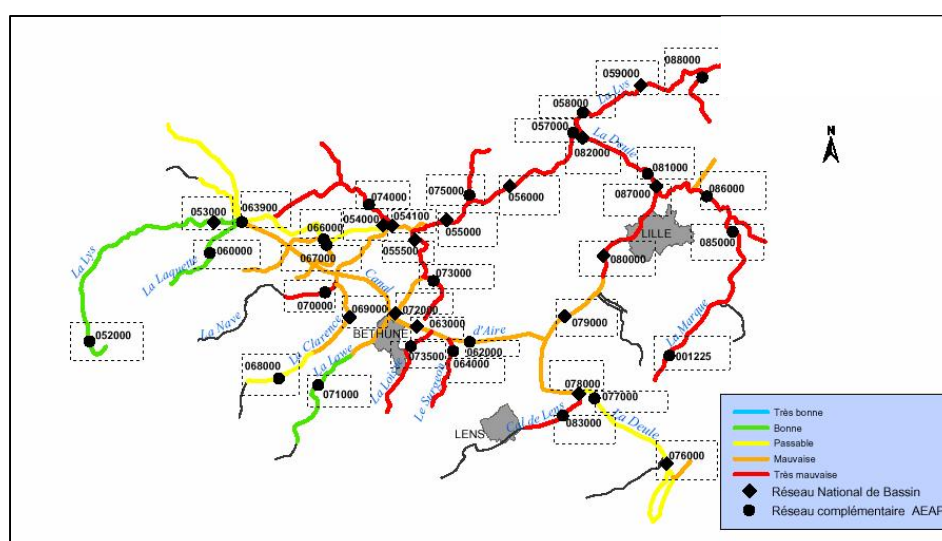 088000
059000
La Lys
058000
057000
La Deule
082000
N
081000
075000
087000
074000
086000
056000
053000
063900
054000
054100
066000
055000
LILLE
085000
055500
060000
067000
La Lys
La Laquette
080000
Canal
073000
070000
069000
072000
La Nave
063000
079000
BETHUNE
d'Aire
La Marque
052000
La Clarence
062000
001225
073500
La Lawe
064000
068000
La Loisne
078000
077000
071000
Le Surgeon
La Deule
Cal de Lens
083000
LENS
076000
Très bonne
Bonne
Passable
Mauvaise
Très mauvaise
Réseau National de Bassin
Réseau complémentaire AEAP